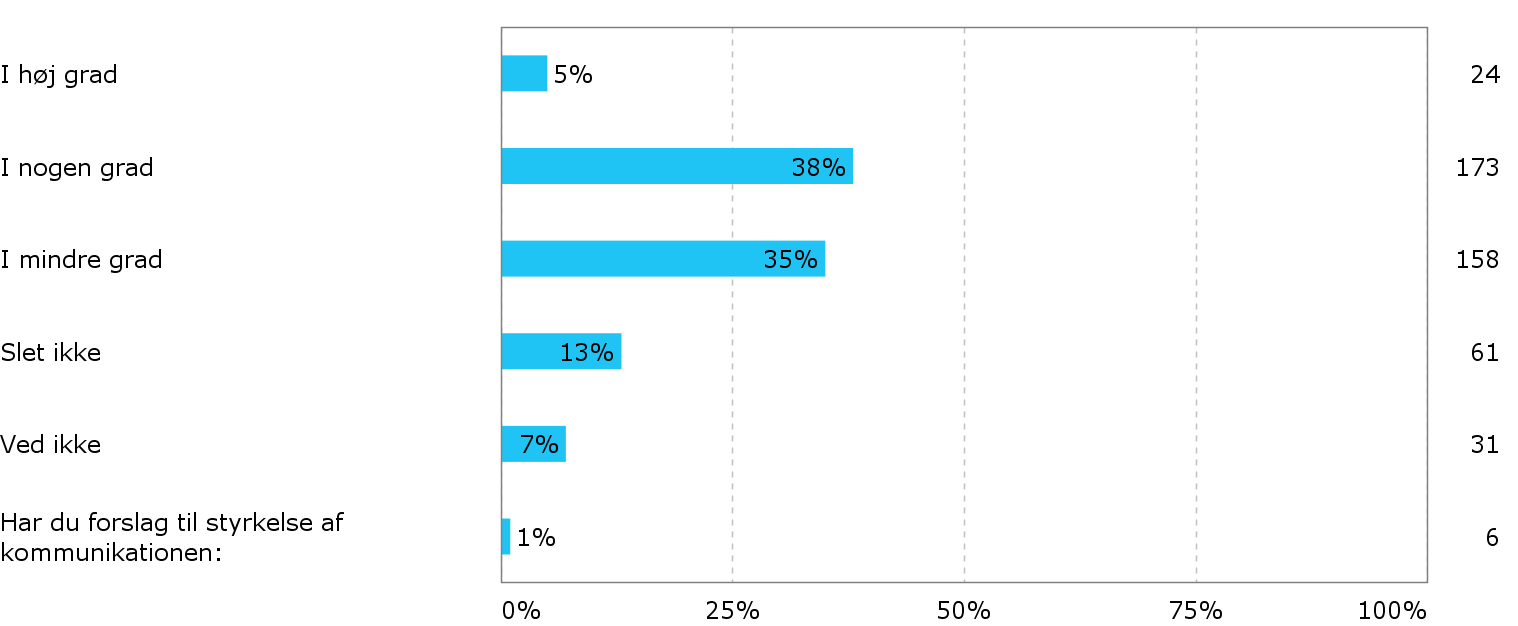 I høj grad 5% 24
I nogen grad 38% 173
I mindre grad 35% 158
Slet ikke 13% 61
Ved ikke 7% 31
Har du forslag til styrkelse af
kommunikationen: 1% 6
0% 25% 50% 75% 100%